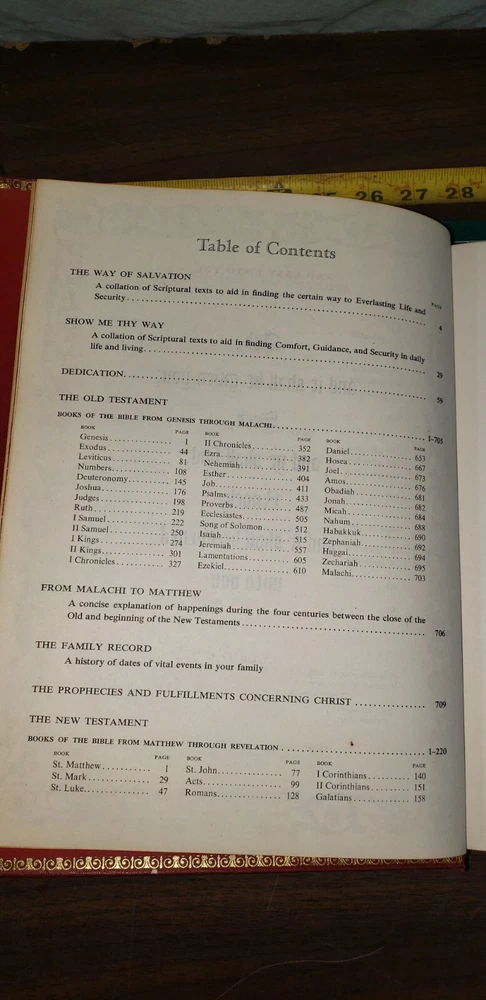 26 27 28
Table of Contents
PAGE
THE WAY OF SALVATION
A collation of Scriptural texts to aid in finding the certain way to Everlasting Life and
Security 4
SHOW ME THY WAY
A collation of Scriptural texts to aid in finding Comfort, Guidance, and Security in daily
life and living 29
DEDICATION 59
THE OLD TESTAMENT
BOOKS OF THE BIBLE FROM GENESIS THROUGH MALACHI 1-705
BOOK PAGE
Genesis 1
Exodus 44
Leviticus 81
Numbers 108
Deuteronomy 145
Joshua 176
Judges 198
Ruth 219
I Samuel 222
II Samuel 250
I Kings 274
II Kings 301
I Chronicles 327
BOOK PAGE
II Chronicles 352
Ezra 382
Nehemiah 391
Esther 404
Job 411
Psalms 433
Proverbs 487
Ecclesiastes 505
Song of Solomon 512
Isaiah 515
Jeremiah 557
Lamentations 605
Ezekiel 610
BOOK PAGE
Daniel 653
Hosea 667
Joel 673
Amos 676
Obadiah 681
Jonah 682
Micah 684
Nahum 688
Habakkuk 690
Zephaniah 692
Haggai 694
Zechariah 695
Malachi 703
FROM MALACHI TO MATTHEW
A concise explanation of happenings during the four centuries between the close of the
Old and beginning of the New Testaments 706
THE FAMILY RECORD
A history of dates of vital events in your family
THE PROPHECIES AND FULFILLMENTS CONCERNING CHRIST 709
THE NEW TESTAMENT
BOOKS OF THE BIBLE FROM MATTHEW THROUGH REVELATION 1-220
BOOK PAGE
St. Matthew 1
St. Mark 29
St. Luke 47
BOOK PAGE
St. John 77
Acts 99
Romans 128
BOOK PAGE
I Corinthians 140
II Corinthians 151
Galatians 158